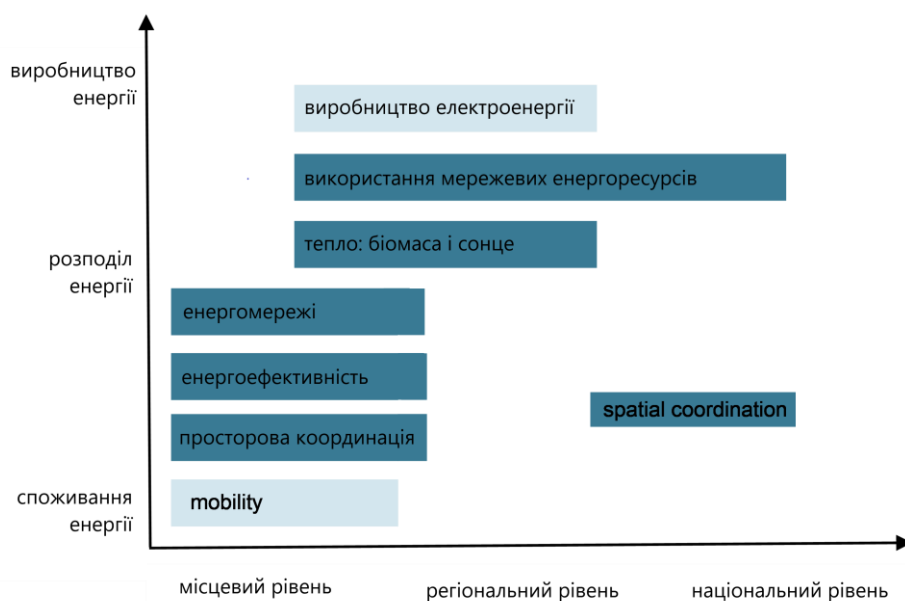 виробництво
енергії
виробництво електроенергії
використання мережевих енергоресурсів
тепло: біомаса і сонце
розподіл
енергії
енергомережі
енергоефективність
spatial coordination
просторова координація
споживання
енергії
mobility
місцевий рівень
регіональний рівень
національний рівень